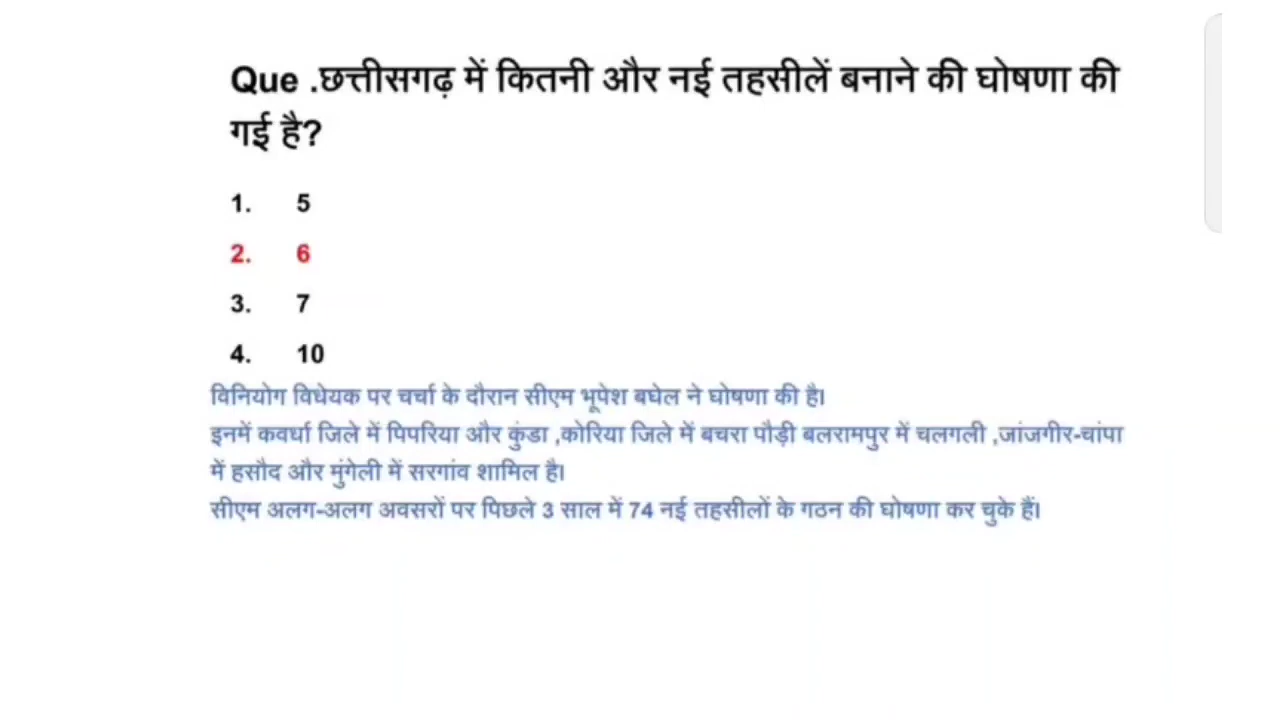 Que .छत्तीसगढ़ में कितनी और नई तहसीलें बनाने की घोषणा की
गई है?
1. 5
2. 6
3. 7
4. 10
विनियोग विधेयक पर चर्चा के दौरान सीएम भूपेश बघेल ने घोषणा की है।
इनमें कवर्धा जिले में पिपरिया और कुंडा ,कोरिया जिले में बचरा पौड़ी बलरामपुर में चलगली ,जांजगीर-चांपा
में हसौद और मुंगेली में सरगांव शामिल है।
सीएम अलग-अलग अवसरों पर पिछले 3 साल में 74 नई तहसीलों के गठन की घोषणा कर चुके हैं।